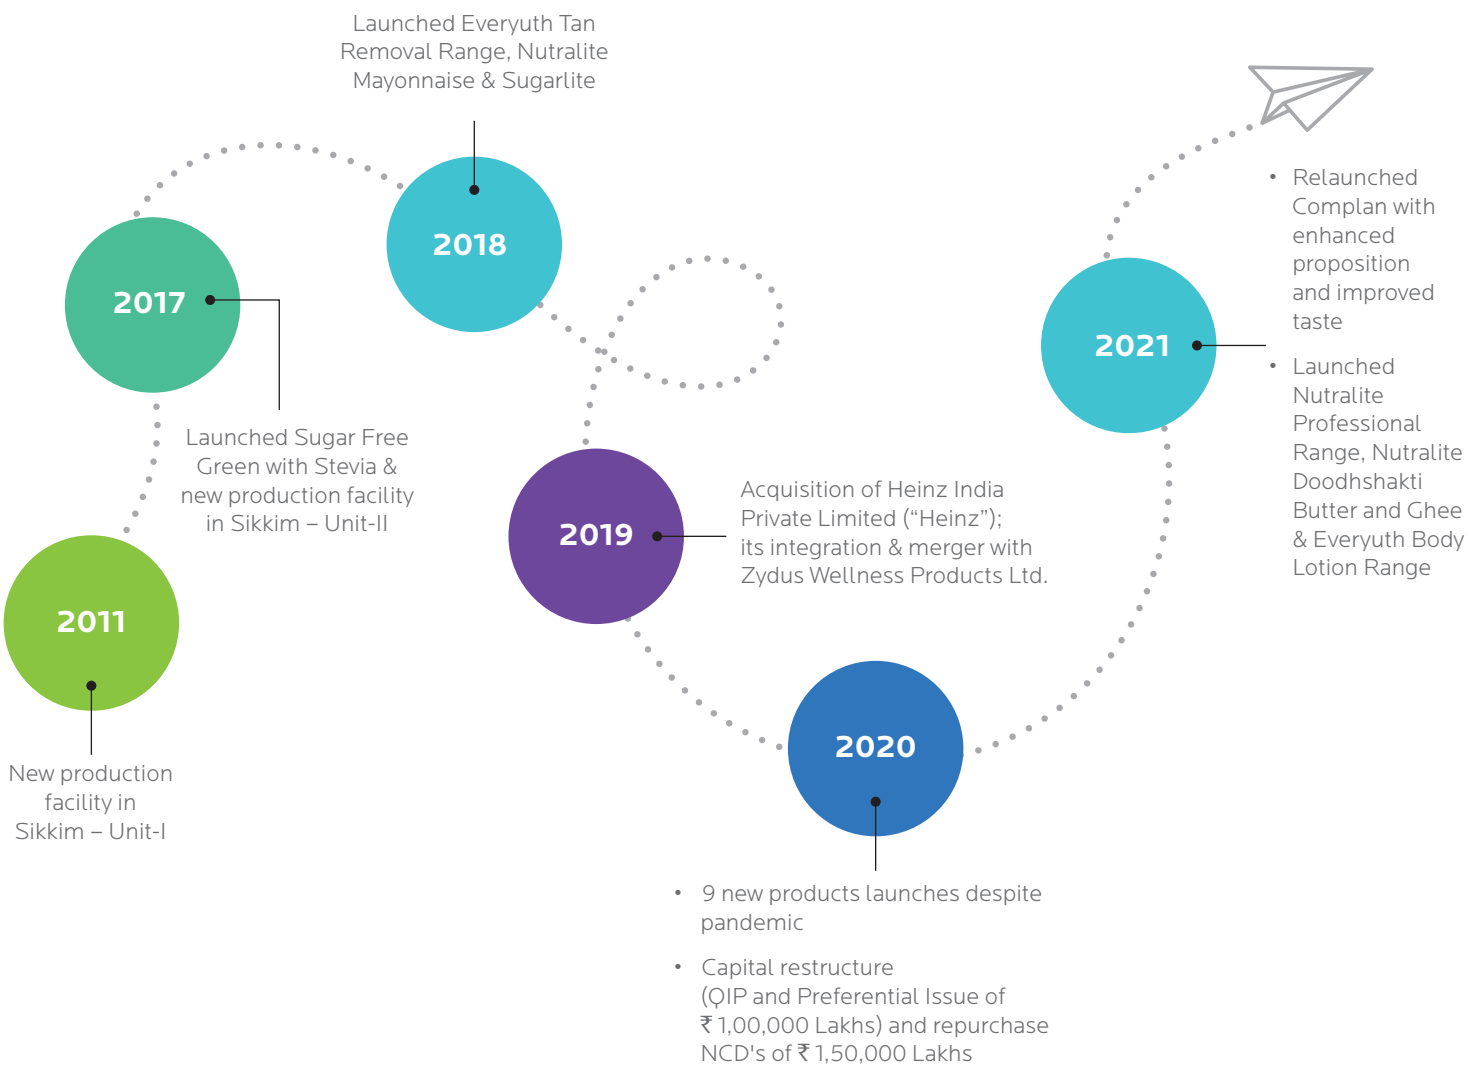 Launched Everyuth Tan
Removal Range, Nutralite
Mayonnaise & Sugarlite
2018
2017
Launched Sugar Free
Green with Stevia &
new production facility
in Sikkim – Unit-II
2011
New production
facility in
Sikkim – Unit-I
2019
Acquisition of Heinz India
Private Limited (“Heinz”);
its integration & merger with
Zydus Wellness Products Ltd.
2020
• 9 new products launches despite
pandemic
• Capital restructure
(QIP and Preferential Issue of
₹ 1,00,000 Lakhs) and repurchase
NCD's of ₹ 1,50,000 Lakhs
2021
• Relaunched
Complan with
enhanced
proposition
and improved
taste
• Launched
Nutralite
Professional
Range, Nutralite
Doodhshakti
Butter and Ghee
& Everyuth Body
Lotion Range